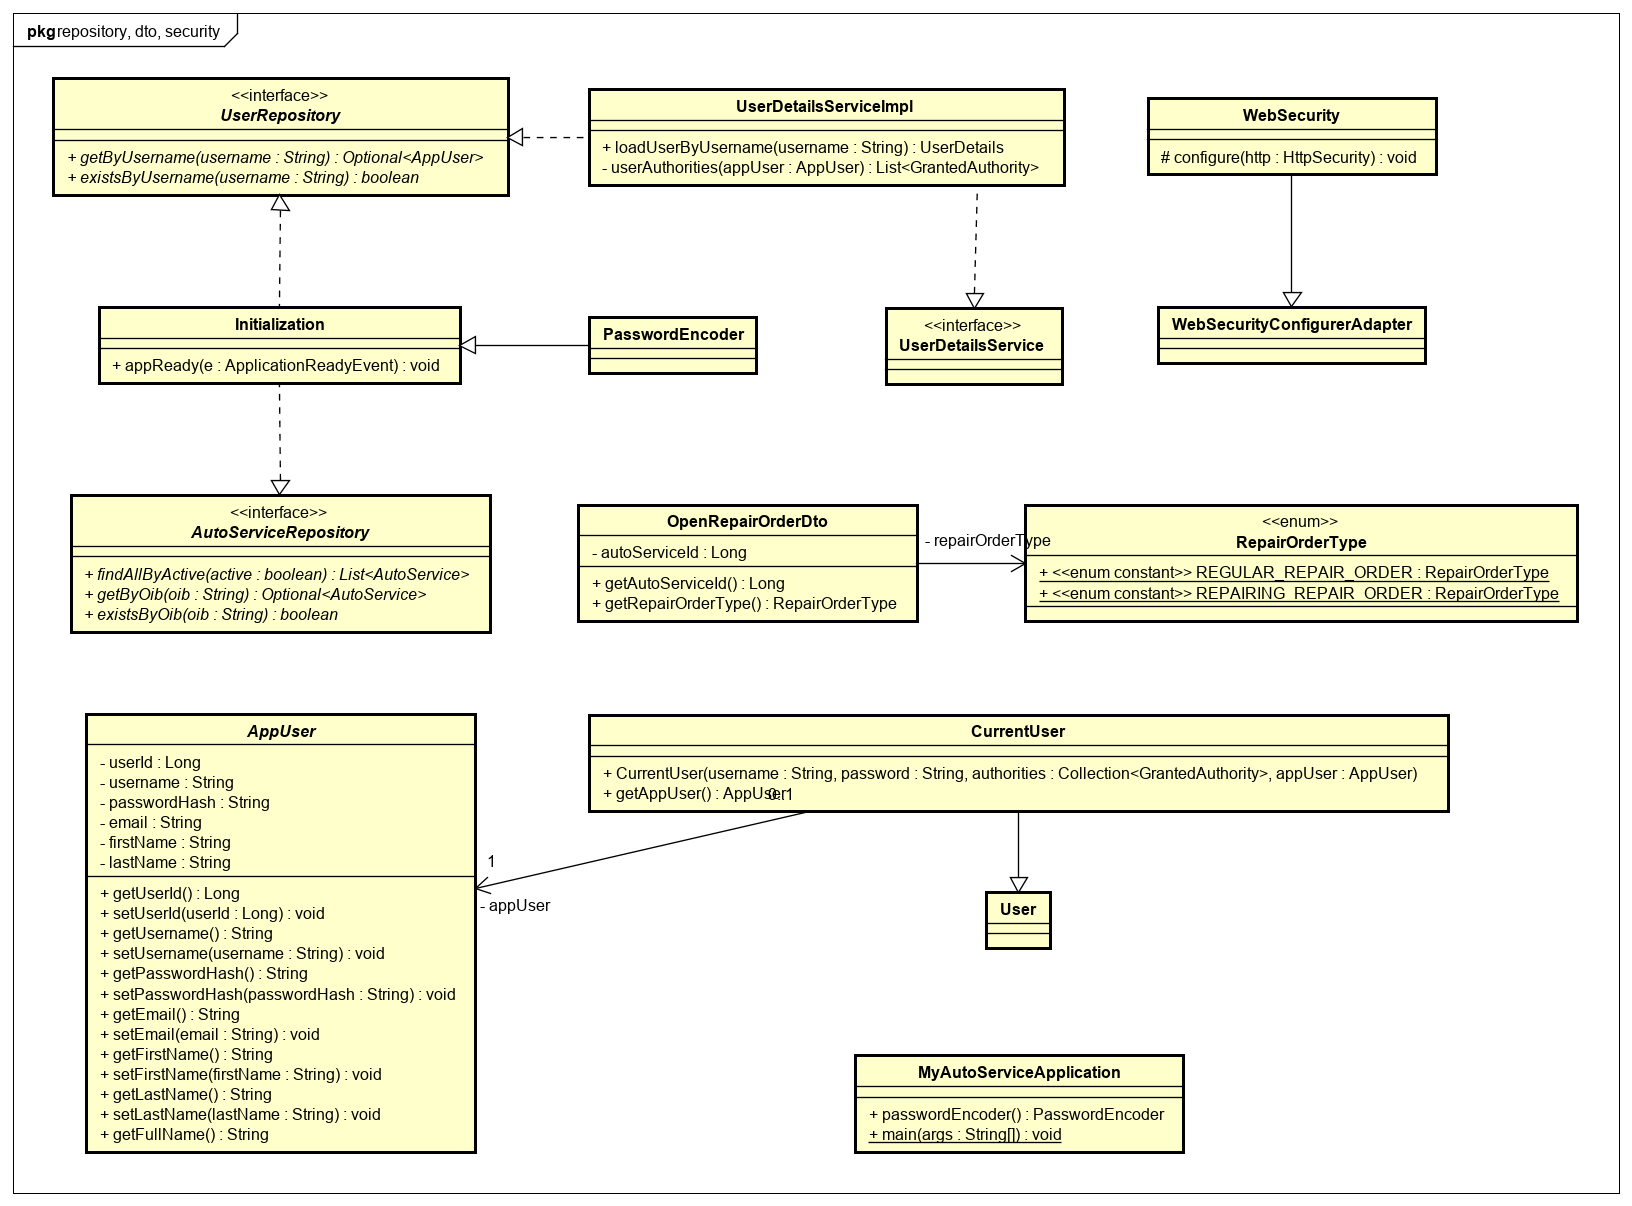 pkg repository, dto, security
<<interface>>
UserRepository
+ getByUsername(username : String) : Optional<AppUser>
+ existsByUsername(username : String) : boolean
UserDetailsServiceImpl
+ loadUserByUsername(username : String) : UserDetails
- userAuthorities(appUser : AppUser) : List<GrantedAuthority>
WebSecurity
# configure(http : HttpSecurity) : void
Initialization
+ appReady(e : ApplicationReadyEvent) : void
PasswordEncoder
<<interface>>
UserDetailsService
WebSecurityConfigurerAdapter
<<interface>>
AutoServiceRepository
+ findAllByActive(active : boolean) : List<AutoService>
+ getByOib(oib : String) : Optional<AutoService>
+ existsByOib(oib : String) : boolean
OpenRepairOrderDto
- autoServiceId : Long
+ getAutoServiceId() : Long
+ getRepairOrderType() : RepairOrderType
- repairOrderType
<<enum>>
RepairOrderType
+ <<enum constant>> REGULAR_REPAIR_ORDER : RepairOrderType
+ <<enum constant>> REPAIRING_REPAIR_ORDER : RepairOrderType
AppUser
- userId : Long
- username : String
- passwordHash : String
- email : String
- firstName : String
- lastName : String
+ getUserId() : Long
+ setUserId(userId : Long) : void
+ getUsername() : String
+ setUsername(username : String) : void
+ getPasswordHash() : String
+ setPasswordHash(passwordHash : String) : void
+ getEmail() : String
+ setEmail(email : String) : void
+ getFirstName() : String
+ setFirstName(firstName : String) : void
+ getLastName() : String
+ setLastName(lastName : String) : void
+ getFullName() : String
CurrentUser
+ CurrentUser(username : String, password : String, authorities : Collection<GrantedAuthority>, appUser : AppUser)
+ getAppUser() : AppUser
0..1
1
- appUser
User
MyAutoServiceApplication
+ passwordEncoder() : PasswordEncoder
+ main(args : String[]) : void